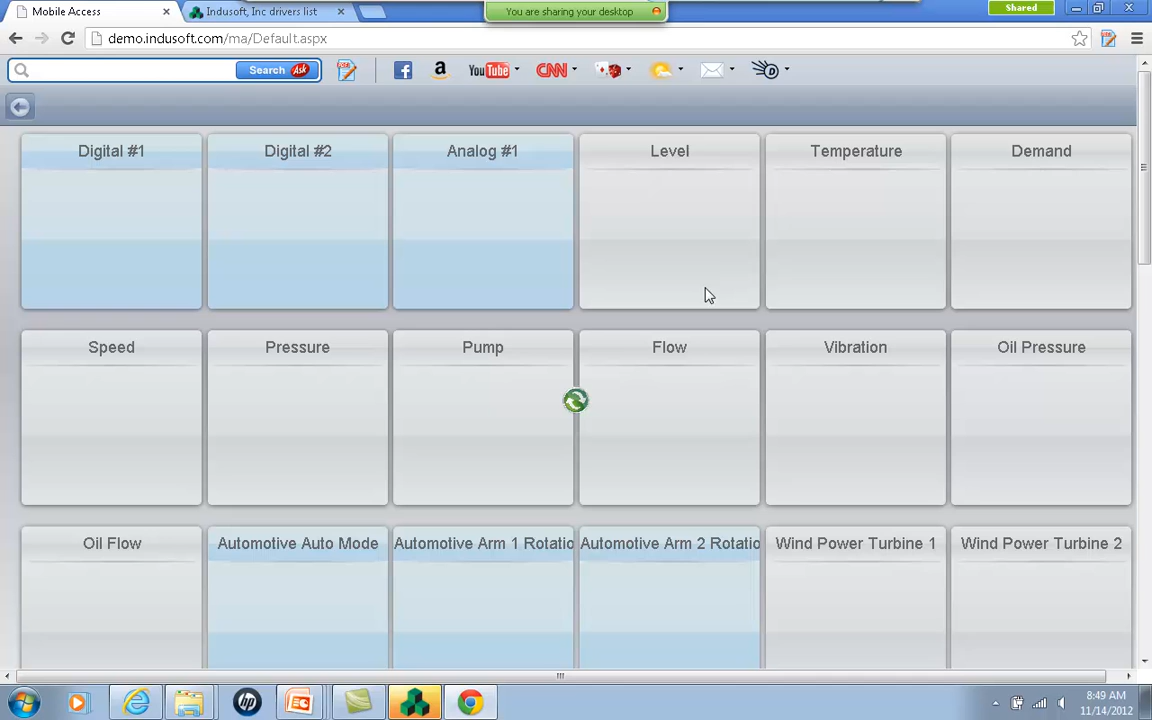 Mobile Access
Indusoft, Inc drivers list
You are sharing your desktop
Shared
demo.indusoft.com/ma/Default.aspx
Search Ask
a
YouTube
CNN
Digital #1
Digital #2
Analog #1
Level
Temperature
Demand
Speed
Pressure
Pump
Flow
Vibration
Oil Pressure
Oil Flow
Automotive Auto Mode
Automotive Arm 1 Rotatio
Automotive Arm 2 Rotatio
Wind Power Turbine 1
Wind Power Turbine 2
8:49 AM
11/14/2012